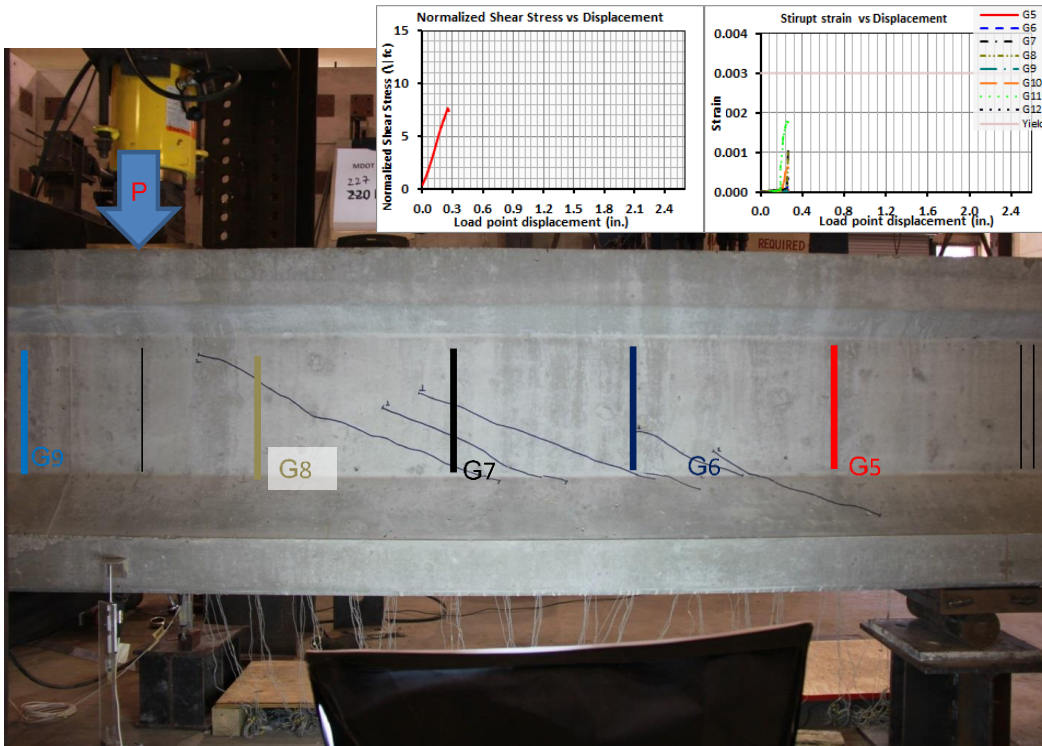 Normalized Shear Stress vs Displacement
Normalized Shear Stress (√fc)
15
10
5
0
0.0 0.3 0.6 0.9 1.2 1.5 1.8 2.1 2.4
Load point displacement (in.)
Stirupt strain vs Displacement
Strain
0.004
0.003
0.002
0.001
0.000
0.0 0.4 0.8 1.2 1.6 2.0 2.4
Load point displacement (in.)
G5
G6
G7
G8
G9
G10
G11
G12
Yield
P
MDOT
227
220
REQUIRED
G9
G8
G7
G6
G5